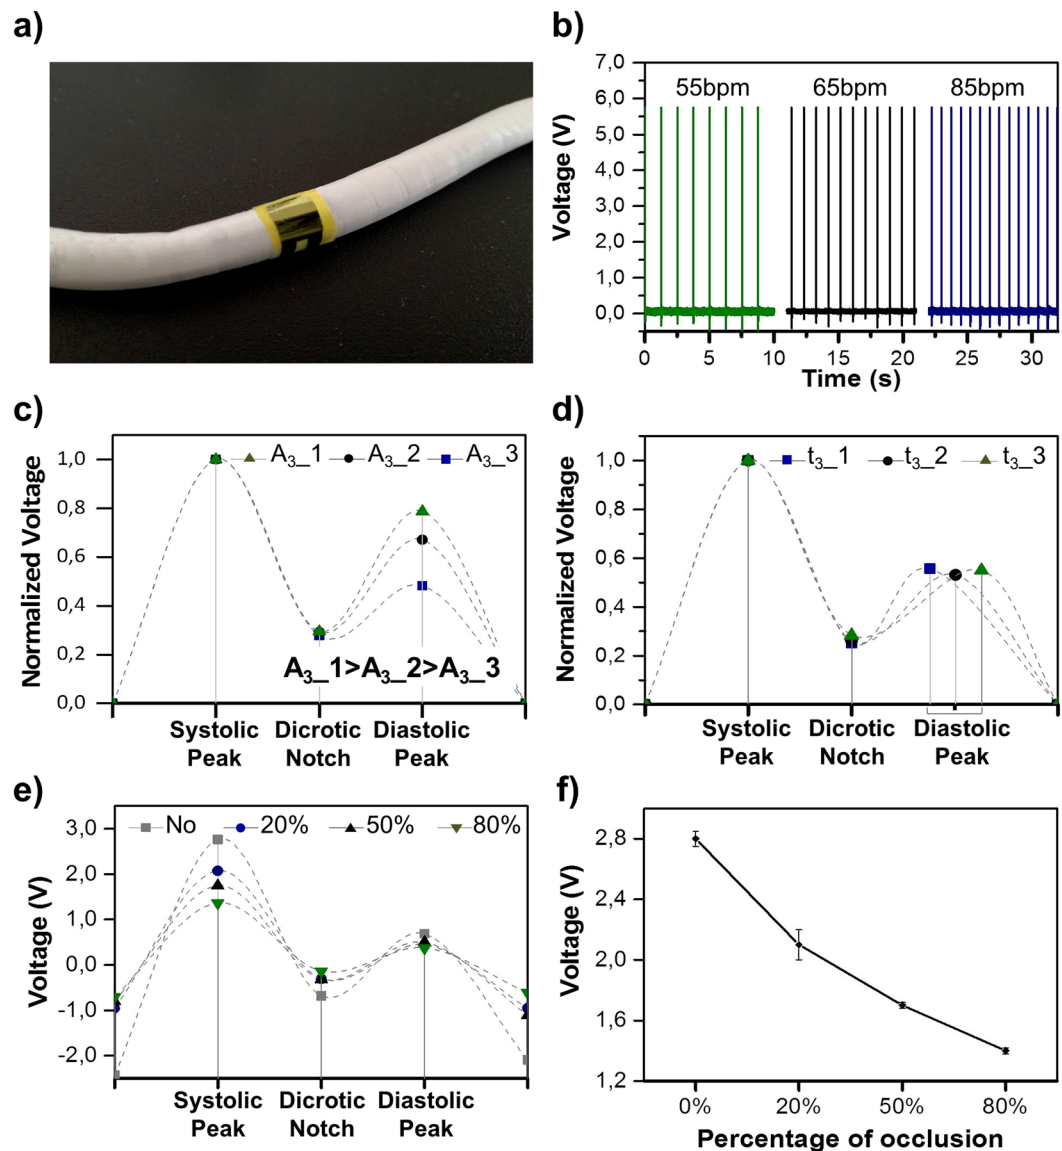 a)
b)
7,0
6,0
5,0
4,0
3,0
2,0
1,0
0,0
Voltage (V)
55bpm 65bpm 85bpm
0 5 10 15 20 25 30
Time (s)
c)
1,0
0,8
0,6
0,4
0,2
0,0
Normalized Voltage
A3_1 A3_2 A3_3
A3_1>A3_2>A3_3
Systolic Peak
Dicrotic Notch
Diastolic Peak
d)
1,0
0,8
0,6
0,4
0,2
0,0
Normalized Voltage
t3_1 t3_2 t3_3
Systolic Peak
Dicrotic Notch
Diastolic Peak
e)
3,0
2,0
1,0
0,0
-1,0
-2,0
Voltage (V)
No 20% 50% 80%
Systolic Peak
Dicrotic Notch
Diastolic Peak
f)
2,8
2,4
2,0
1,6
1,2
Voltage (V)
0% 20% 50% 80%
Percentage of occlusion